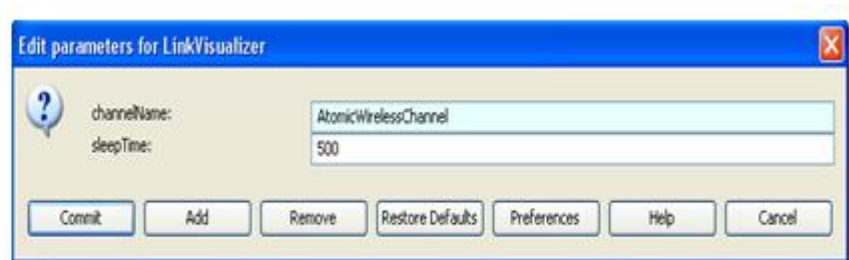 Edit parameters for LinkVisualizer
channelName: AtomicWirelessChannel
sleepTime: 500
Commit Add Remove Restore Defaults Preferences Help Cancel